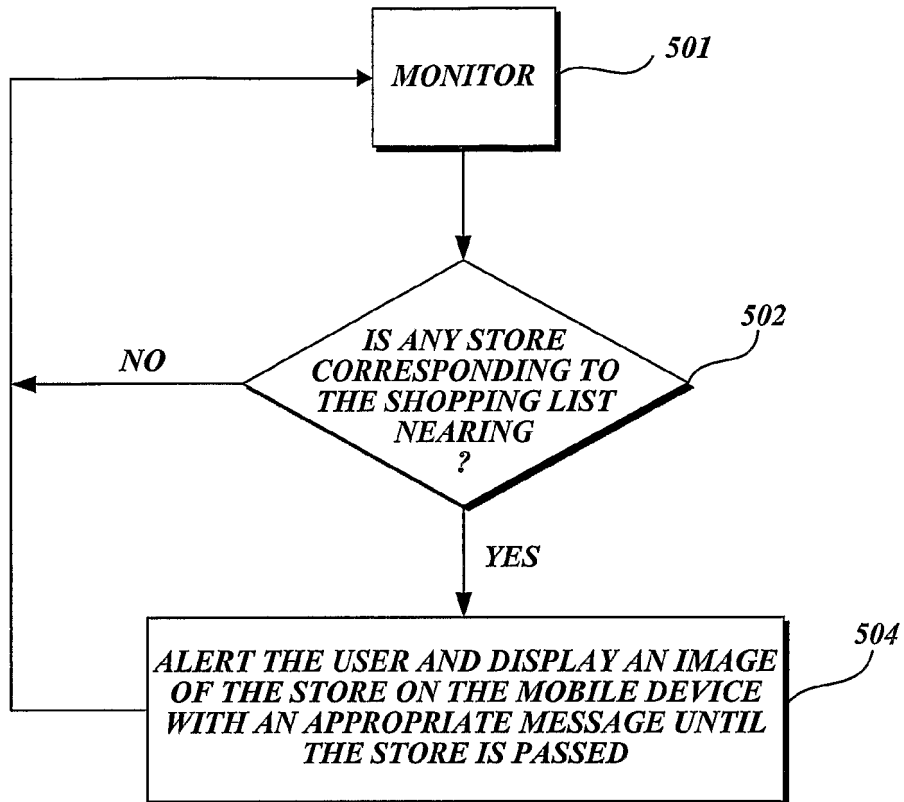 MONITOR
501
IS ANY STORE
CORRESPONDING TO
THE SHOPPING LIST
NEARING
?
502
NO
YES
ALERT THE USER AND DISPLAY AN IMAGE
OF THE STORE ON THE MOBILE DEVICE
WITH AN APPROPRIATE MESSAGE UNTIL
THE STORE IS PASSED
504